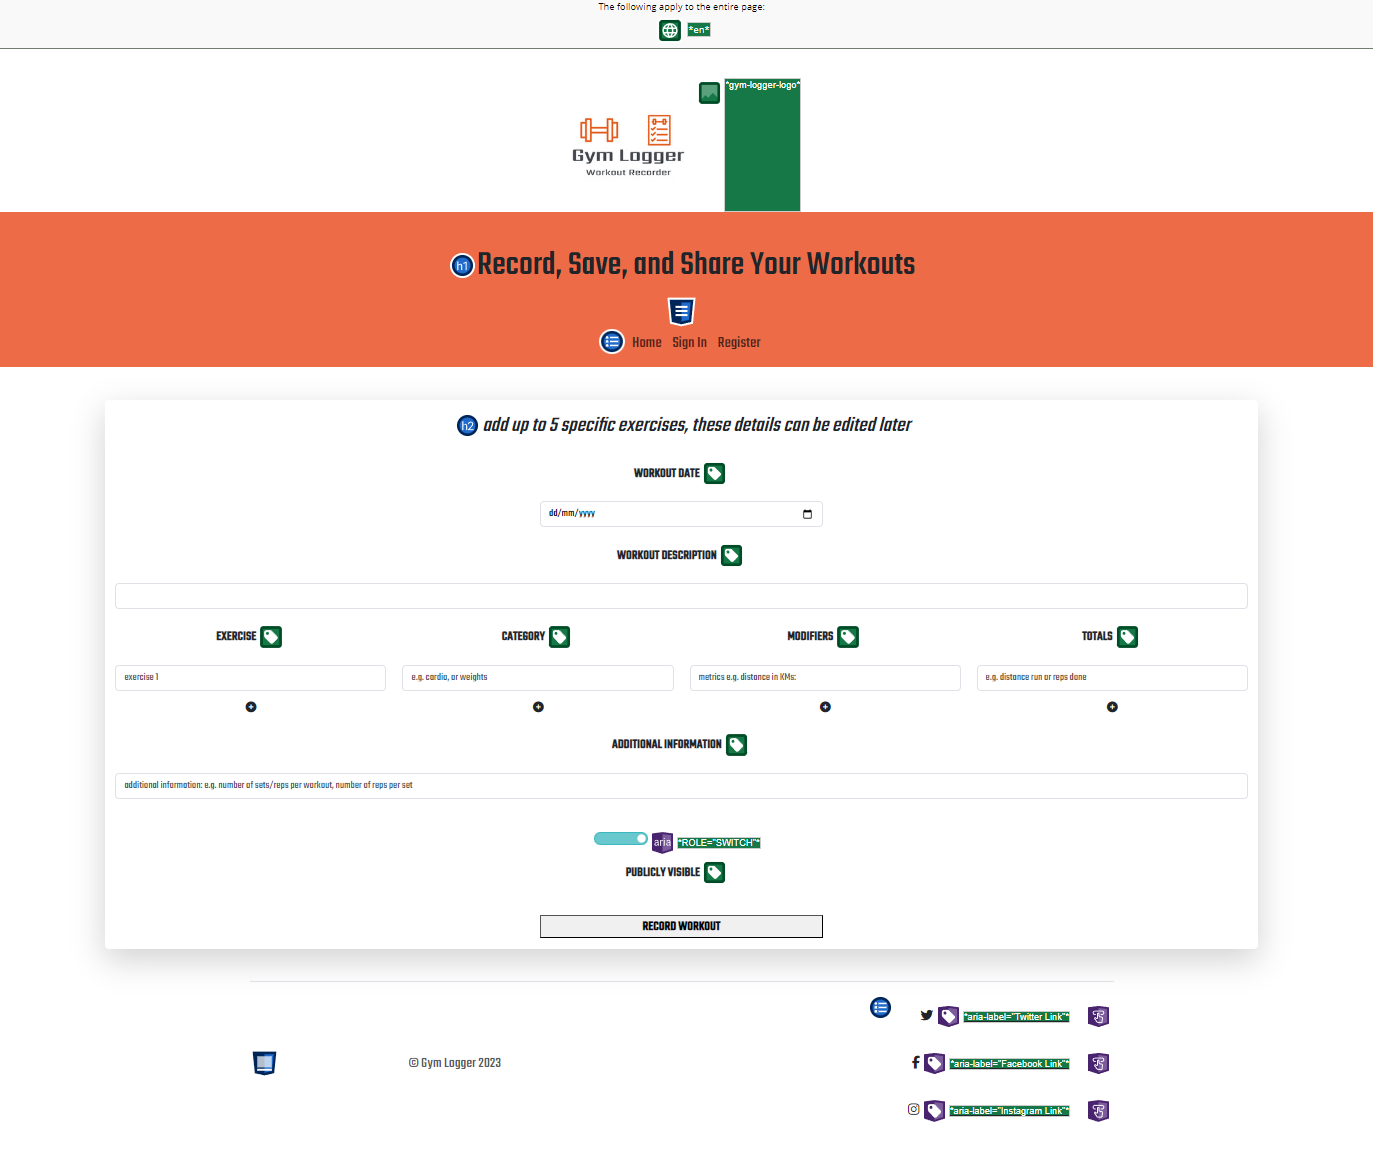 The following apply to the entire page:
*en*
*gym-logger-logo*
Gym Logger
Workout Recorder
h1 Record, Save, and Share Your Workouts
Home Sign In Register
h2 add up to 5 specific exercises, these details can be edited later
WORKOUT DATE
dd/mm/yyyy
WORKOUT DESCRIPTION
EXERCISE CATEGORY MODIFIERS TOTALS
exercise 1 e.g. cardio, or weights metrics e.g. distance in KMs: e.g. distance run or reps done
ADDITIONAL INFORMATION
additional information: e.g. number of sets/reps per workout, number of reps per set
aria *ROLE="SWITCH"*
PUBLICLY VISIBLE
RECORD WORKOUT
*aria-label="Twitter Link"*
© Gym Logger 2023 *aria-label="Facebook Link"*
*aria-label="Instagram Link"*